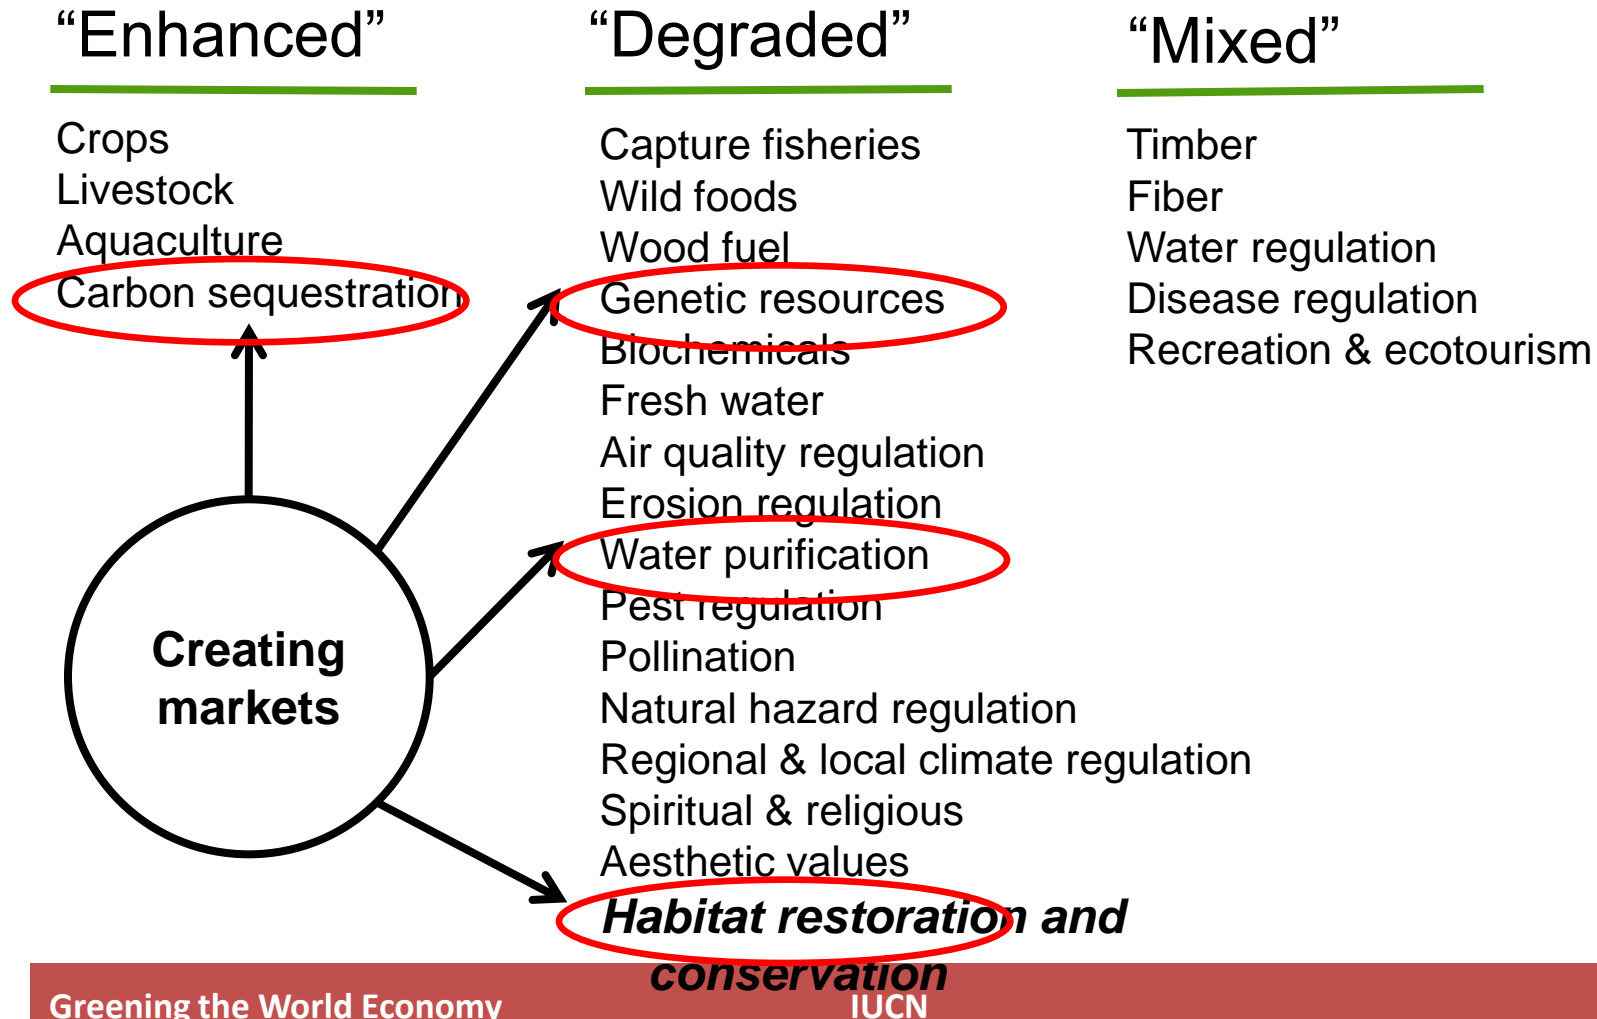 “Enhanced”
Crops
Livestock
Aquaculture
Carbon sequestration
“Degraded”
Capture fisheries
Wild foods
Wood fuel
Genetic resources
Biochemicals
Fresh water
Air quality regulation
Erosion regulation
Water purification
Pest regulation
Pollination
Natural hazard regulation
Regional & local climate regulation
Spiritual & religious
Aesthetic values
Habitat restoration and
conservation
“Mixed”
Timber
Fiber
Water regulation
Disease regulation
Recreation & ecotourism
Creating
markets
Greening the World Economy
IUCN